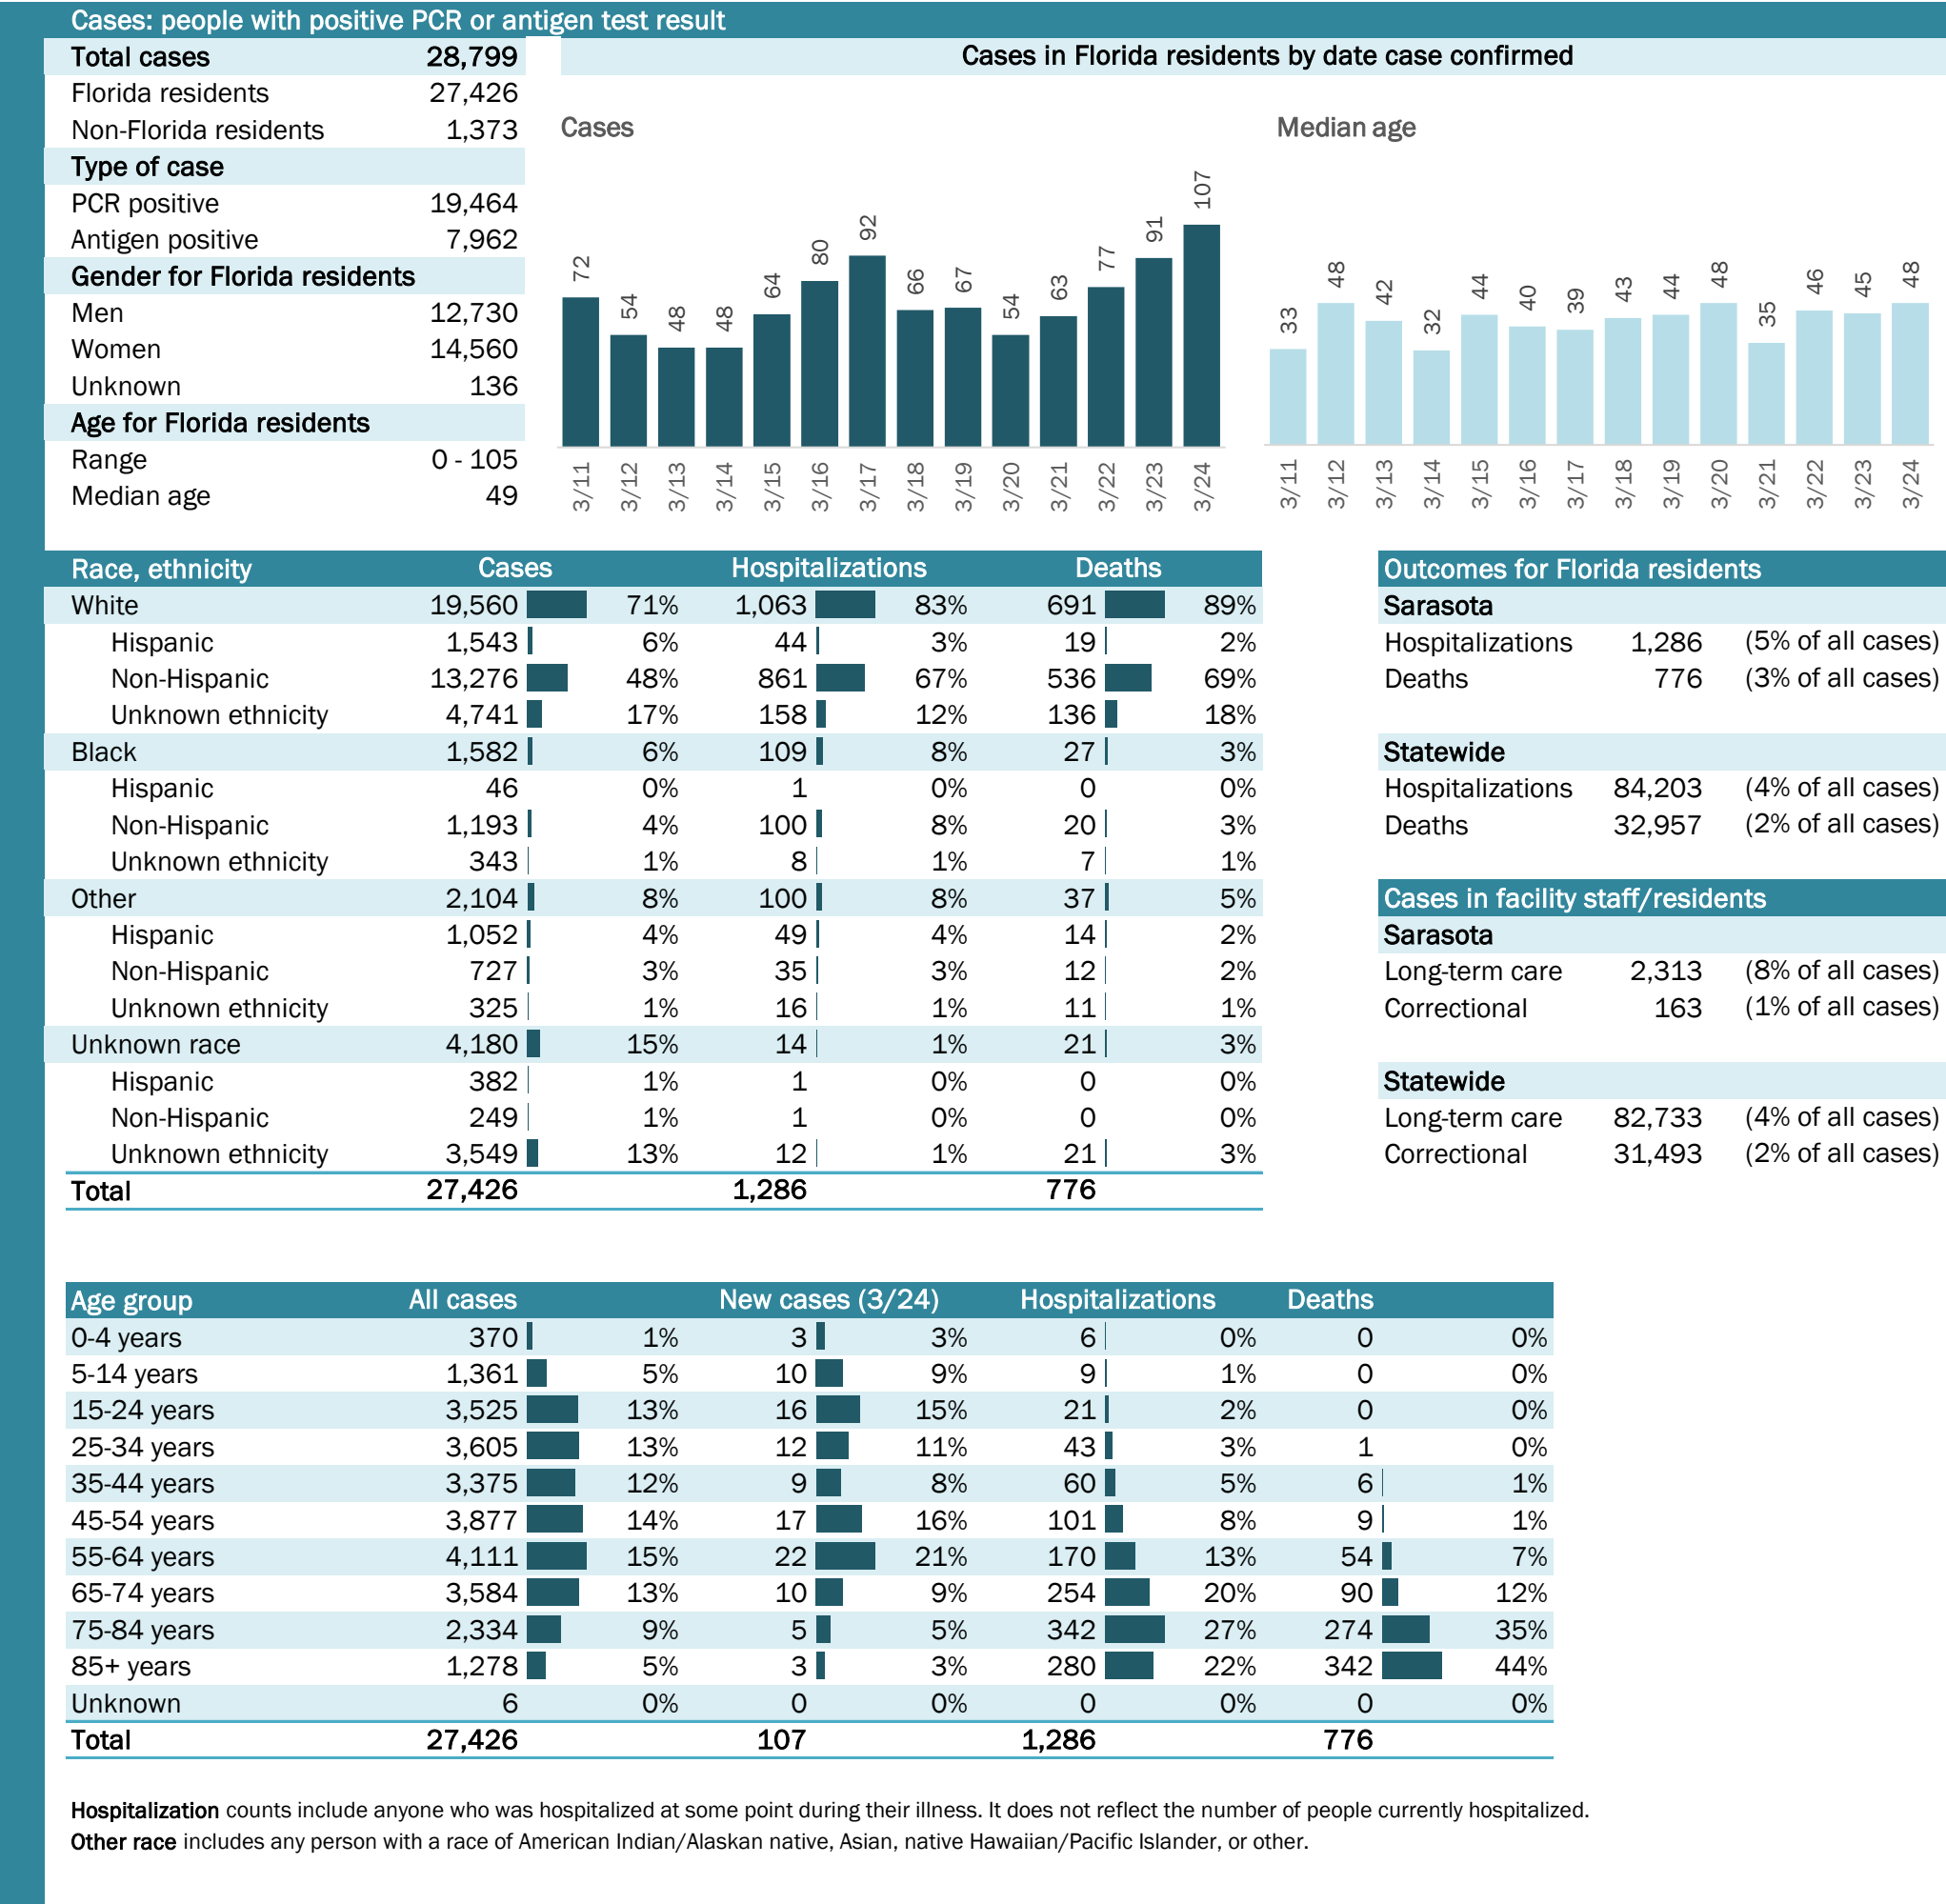 Cases: people with positive PCR or antigen test result
Total cases 28,799
Florida residents 27,426
Non-Florida residents 1,373
Type of case
PCR positive 19,464
Antigen positive 7,962
Gender for Florida residents
Men 12,730
Women 14,560
Unknown 136
Age for Florida residents
Range 0 - 105
Median age 49
Cases in Florida residents by date case confirmed
Cases
72 54 48 48 64 80 92 66 67 54 63 77 91 107
3/11 3/12 3/13 3/14 3/15 3/16 3/17 3/18 3/19 3/20 3/21 3/22 3/23 3/24
Median age
33 48 42 32 44 40 39 43 44 48 35 46 45 48
3/11 3/12 3/13 3/14 3/15 3/16 3/17 3/18 3/19 3/20 3/21 3/22 3/23 3/24
Race, ethnicity Cases Hospitalizations Deaths
White 19,560 71% 1,063 83% 691 89%
Hispanic 1,543 6% 44 3% 19 2%
Non-Hispanic 13,276 48% 861 67% 536 69%
Unknown ethnicity 4,741 17% 158 12% 136 18%
Black 1,582 6% 109 8% 27 3%
Hispanic 46 0% 1 0% 0 0%
Non-Hispanic 1,193 4% 100 8% 20 3%
Unknown ethnicity 343 1% 8 1% 7 1%
Other 2,104 8% 100 8% 37 5%
Hispanic 1,052 4% 49 4% 14 2%
Non-Hispanic 727 3% 35 3% 12 2%
Unknown ethnicity 325 1% 16 1% 11 1%
Unknown race 4,180 15% 14 1% 21 3%
Hispanic 382 1% 1 0% 0 0%
Non-Hispanic 249 1% 1 0% 0 0%
Unknown ethnicity 3,549 13% 12 1% 21 3%
Total 27,426 1,286 776
Outcomes for Florida residents
Sarasota
Hospitalizations 1,286 (5% of all cases)
Deaths 776 (3% of all cases)
Statewide
Hospitalizations 84,203 (4% of all cases)
Deaths 32,957 (2% of all cases)
Cases in facility staff/residents
Sarasota
Long-term care 2,313 (8% of all cases)
Correctional 163 (1% of all cases)
Statewide
Long-term care 82,733 (4% of all cases)
Correctional 31,493 (2% of all cases)
Age group All cases New cases (3/24) Hospitalizations Deaths
0-4 years 370 1% 3 3% 6 0% 0 0%
5-14 years 1,361 5% 10 9% 9 1% 0 0%
15-24 years 3,525 13% 16 15% 21 2% 0 0%
25-34 years 3,605 13% 12 11% 43 3% 1 0%
35-44 years 3,375 12% 9 8% 60 5% 6 1%
45-54 years 3,877 14% 17 16% 101 8% 9 1%
55-64 years 4,111 15% 22 21% 170 13% 54 7%
65-74 years 3,584 13% 10 9% 254 20% 90 12%
75-84 years 2,334 9% 5 5% 342 27% 274 35%
85+ years 1,278 5% 3 3% 280 22% 342 44%
Unknown 6 0% 0 0% 0 0% 0 0%
Total 27,426 107 1,286 776
Hospitalization counts include anyone who was hospitalized at some point during their illness. It does not reflect the number of people currently hospitalized.
Other race includes any person with a race of American Indian/Alaskan native, Asian, native Hawaiian/Pacific Islander, or other.